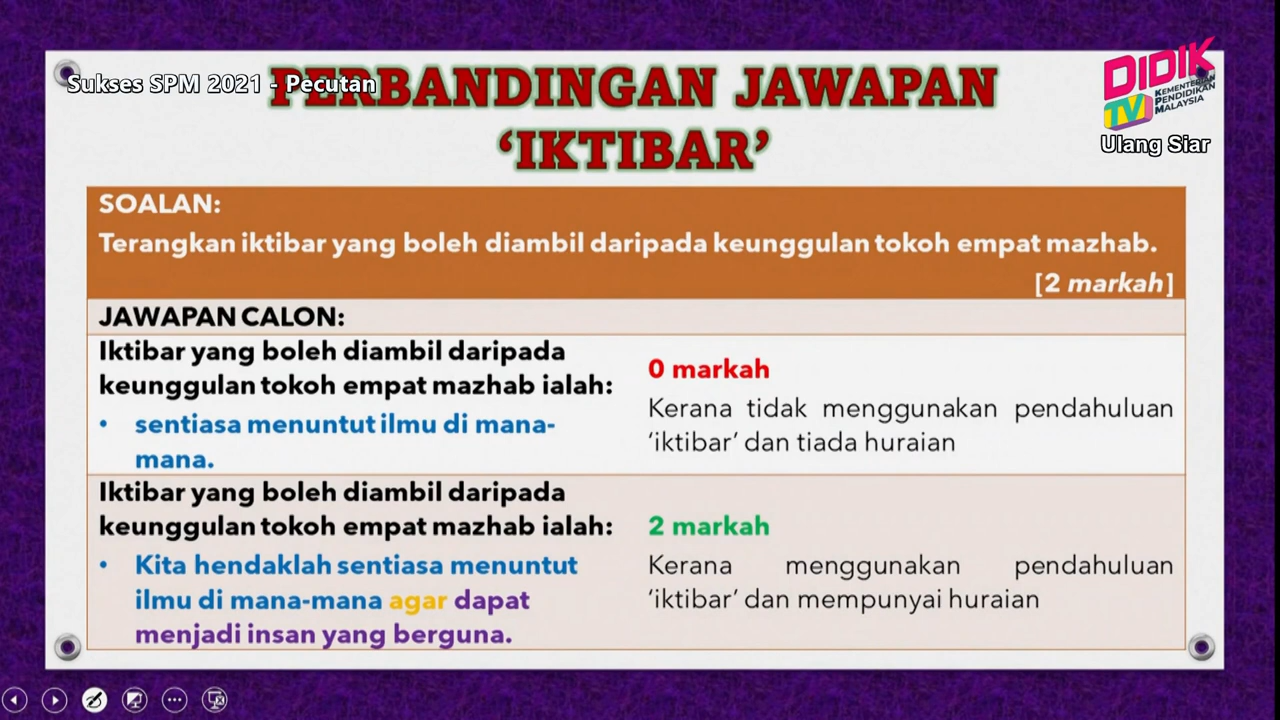 Sukses SPM 2021 - Pecutan
PERBANDINGAN JAWAPAN
‘IKTIBAR’
DIDIK
TV
KEMENTERIAN
PENDIDIKAN
MALAYSIA
Ulang Siar
SOALAN:
Terangkan iktibar yang boleh diambil daripada keunggulan tokoh empat mazhab.
[2 markah]
JAWAPAN CALON:
Iktibar yang boleh diambil daripada
keunggulan tokoh empat mazhab ialah:
• sentiasa menuntut ilmu di mana-
mana.
0 markah
Kerana tidak menggunakan pendahuluan
‘iktibar’ dan tiada huraian
Iktibar yang boleh diambil daripada
keunggulan tokoh empat mazhab ialah:
• Kita hendaklah sentiasa menuntut
ilmu di mana-mana agar dapat
menjadi insan yang berguna.
2 markah
Kerana menggunakan pendahuluan
‘iktibar’ dan mempunyai huraian